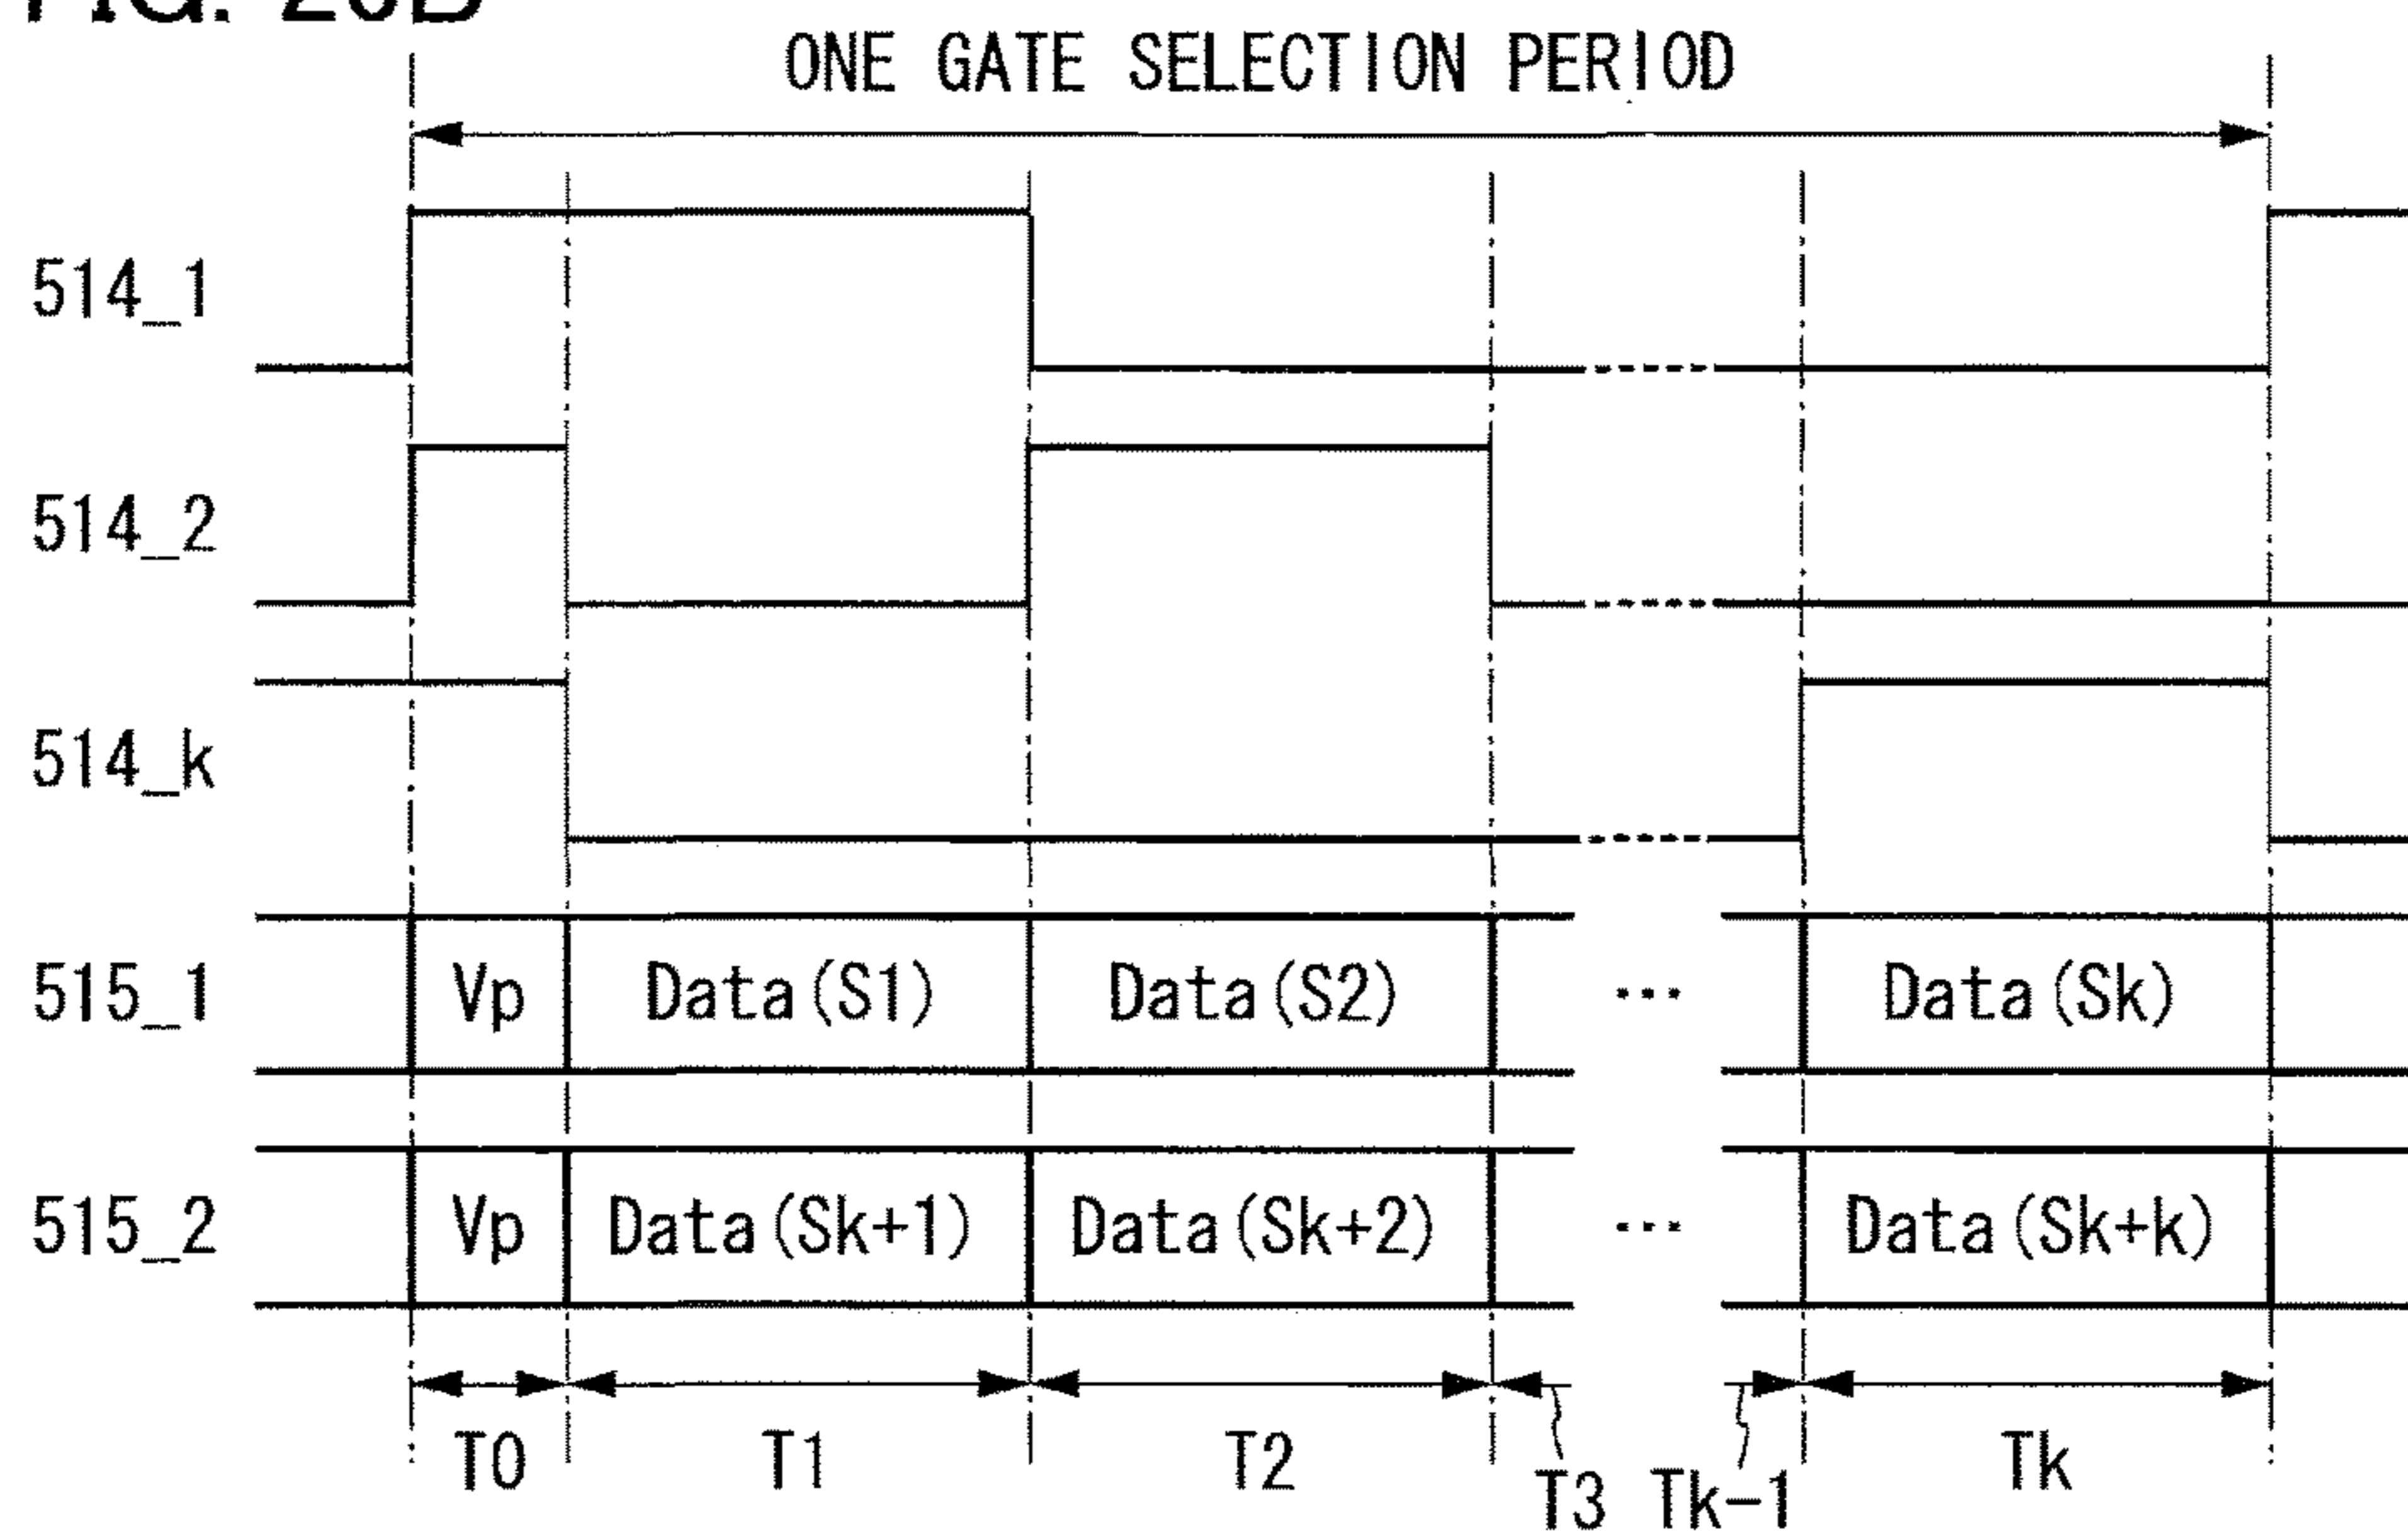 ONE GATE SELECTION PERIOD
514_1
514_2
514_k
515_1 Vp Data(S1) Data(S2) ... Data(Sk)
515_2 Vp Data(Sk+1) Data(Sk+2) ... Data(Sk+k)
T0 T1 T2 T3 Tk-1 Tk